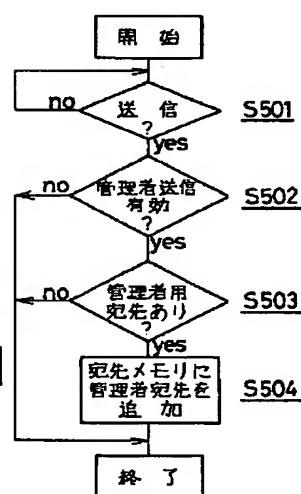 開始
no
送信
?
S501
yes
no
管理者送信
有効
?
S502
yes
no
管理者用
宛先あり
?
S503
yes
宛先メモリに
管理者宛先を
追加
S504
終了